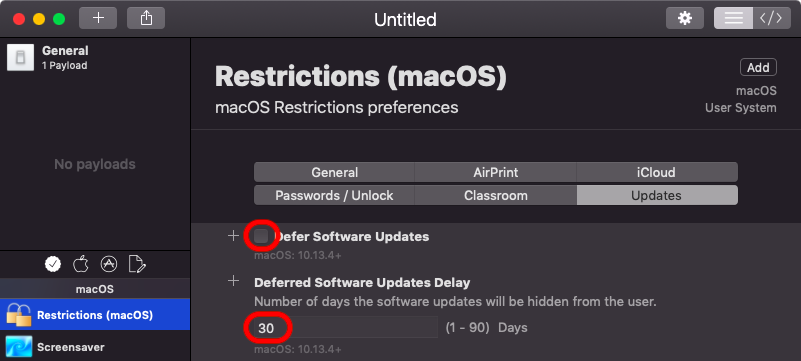 Untitled
General
1 Payload
No payloads
macOS
Restrictions (macOS)
Screensaver
Restrictions (macOS)
macOS Restrictions preferences
Add
macOS
User System
General AirPrint iCloud
Passwords / Unlock Classroom Updates
Defer Software Updates
macOS: 10.13.4+
Deferred Software Updates Delay
Number of days the software updates will be hidden from the user.
30 (1 - 90) Days
macOS: 10.13.4+